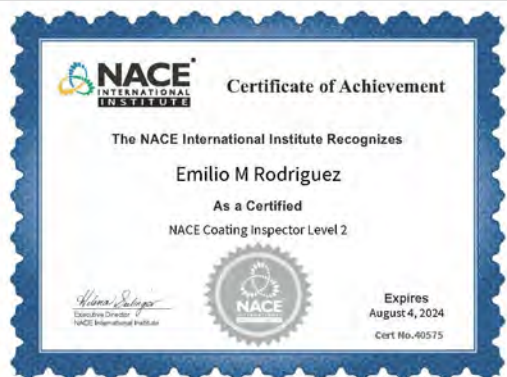 NACE
INTERNATIONAL
INSTITUTE
Certificate of Achievement
The NACE International Institute Recognizes
Emilio M Rodriguez
As a Certified
NACE Coating Inspector Level 2
NACE
INTERNATIONAL
Executive Director
NACE International Institute
Expires
August 4, 2024
Cert No.40575